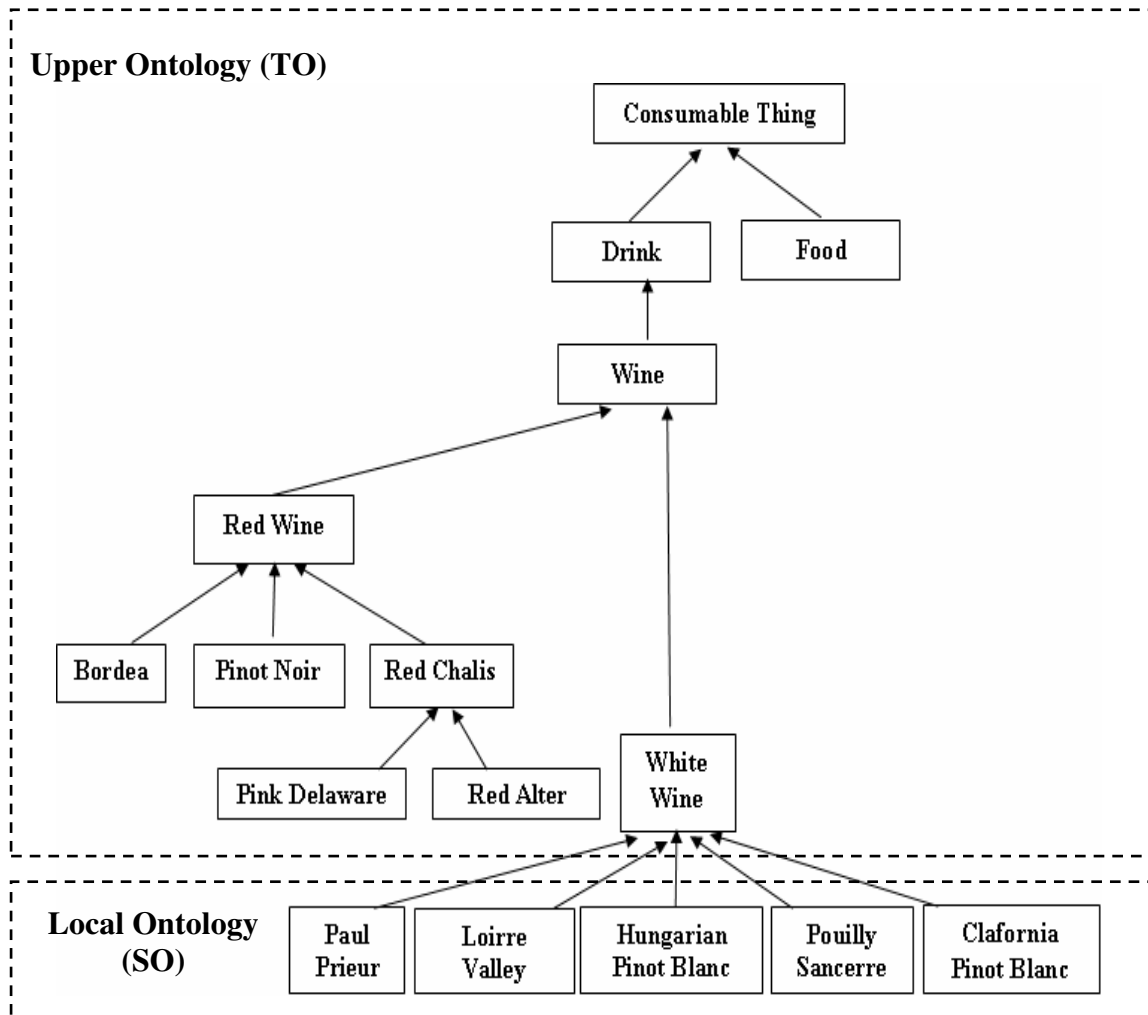 Upper Ontology (TO)
Consumable Thing
Drink
Food
Wine
Red Wine
Bordea
Pinot Noir
Red Chalis
Pink Delaware
Red Alter
White
Wine
Local Ontology
(SO)
Paul
Prieur
Loirre
Valley
Hungarian
Pinot Blanc
Pouilly
Sancerre
Clafornia
Pinot Blanc